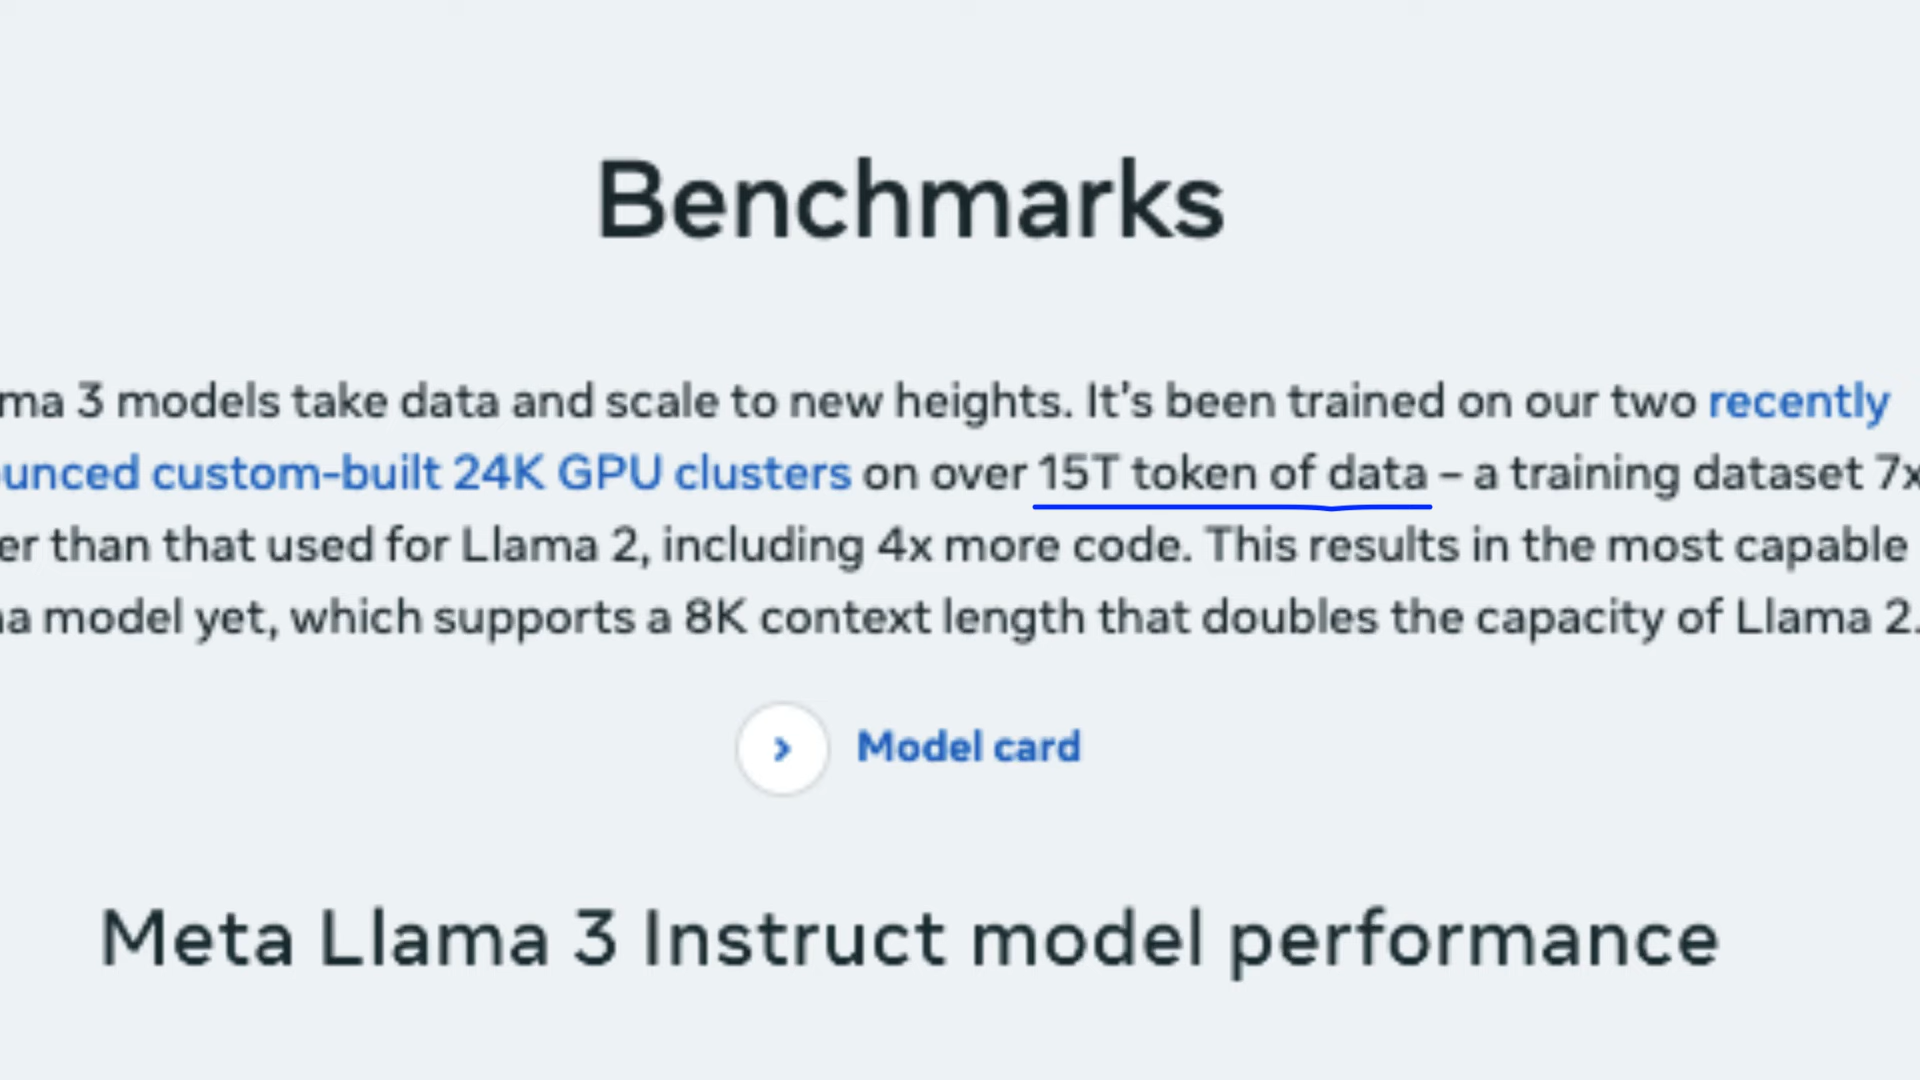 Benchmarks
ma 3 models take data and scale to new heights. It's been trained on our two recently
unced custom-built 24K GPU clusters on over 15T token of data – a training dataset 7x
er than that used for Llama 2, including 4x more code. This results in the most capable
a model yet, which supports a 8K context length that doubles the capacity of Llama 2.
Model card
Meta Llama 3 Instruct model performance